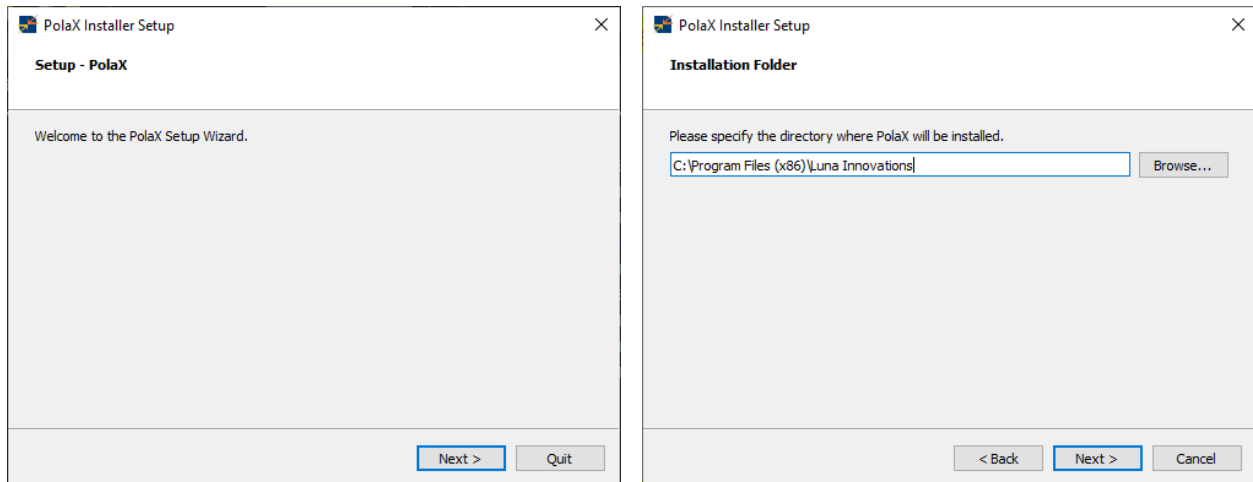 PolaX Installer Setup
Setup - PolaX
Welcome to the PolaX Setup Wizard.
Next >
Quit
PolaX Installer Setup
Installation Folder
Please specify the directory where PolaX will be installed.
C:\Program Files (x86)\Luna Innovations
Browse...
< Back
Next >
Cancel